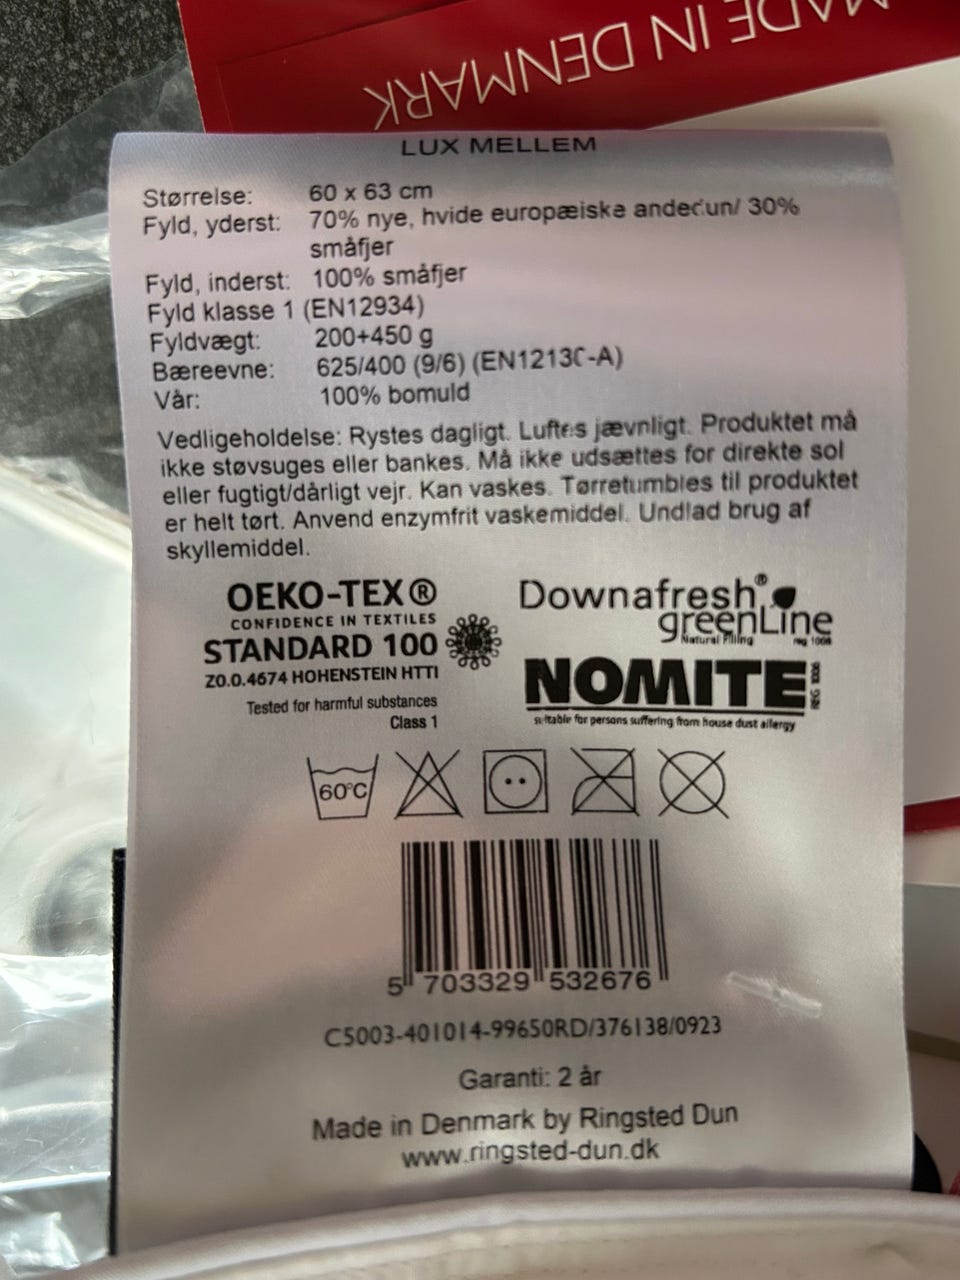 MADE IN DENMARK
LUX MELLEM
Størrelse: 60 x 63 cm
Fyld, yderst: 70% nye, hvide europæiske andedun/ 30%
småfjer
Fyld, inderst: 100% småfjer
Fyld klasse 1 (EN12934)
Fyldvægt: 200+450 g
Bæreevne: 625/400 (9/6) (EN12130-A)
Vår: 100% bomuld
Vedligeholdelse: Rystes dagligt. Luftes jævnligt. Produktet må
ikke støvsuges eller bankes. Må ikke udsættes for direkte sol
eller fugtigt/dårligt vejr. Kan vaskes. Tørretumbles til produktet
er helt tørt. Anvend enzymfrit vaskemiddel. Undlad brug af
skyllemiddel.
OEKO-TEX®
CONFIDENCE IN TEXTILES
STANDARD 100
Z0.0.4674 HOHENSTEIN HTTI
Tested for harmful substances
Class 1
Downafresh®
greenLine
Natural Filling reg 1006
NOMITE
REG 1006
suitable for persons suffering from house dust allergy
60°C
5 703329 532676
C5003-401014-99650RD/376138/0923
Garanti: 2 år
Made in Denmark by Ringsted Dun
www.ringsted-dun.dk